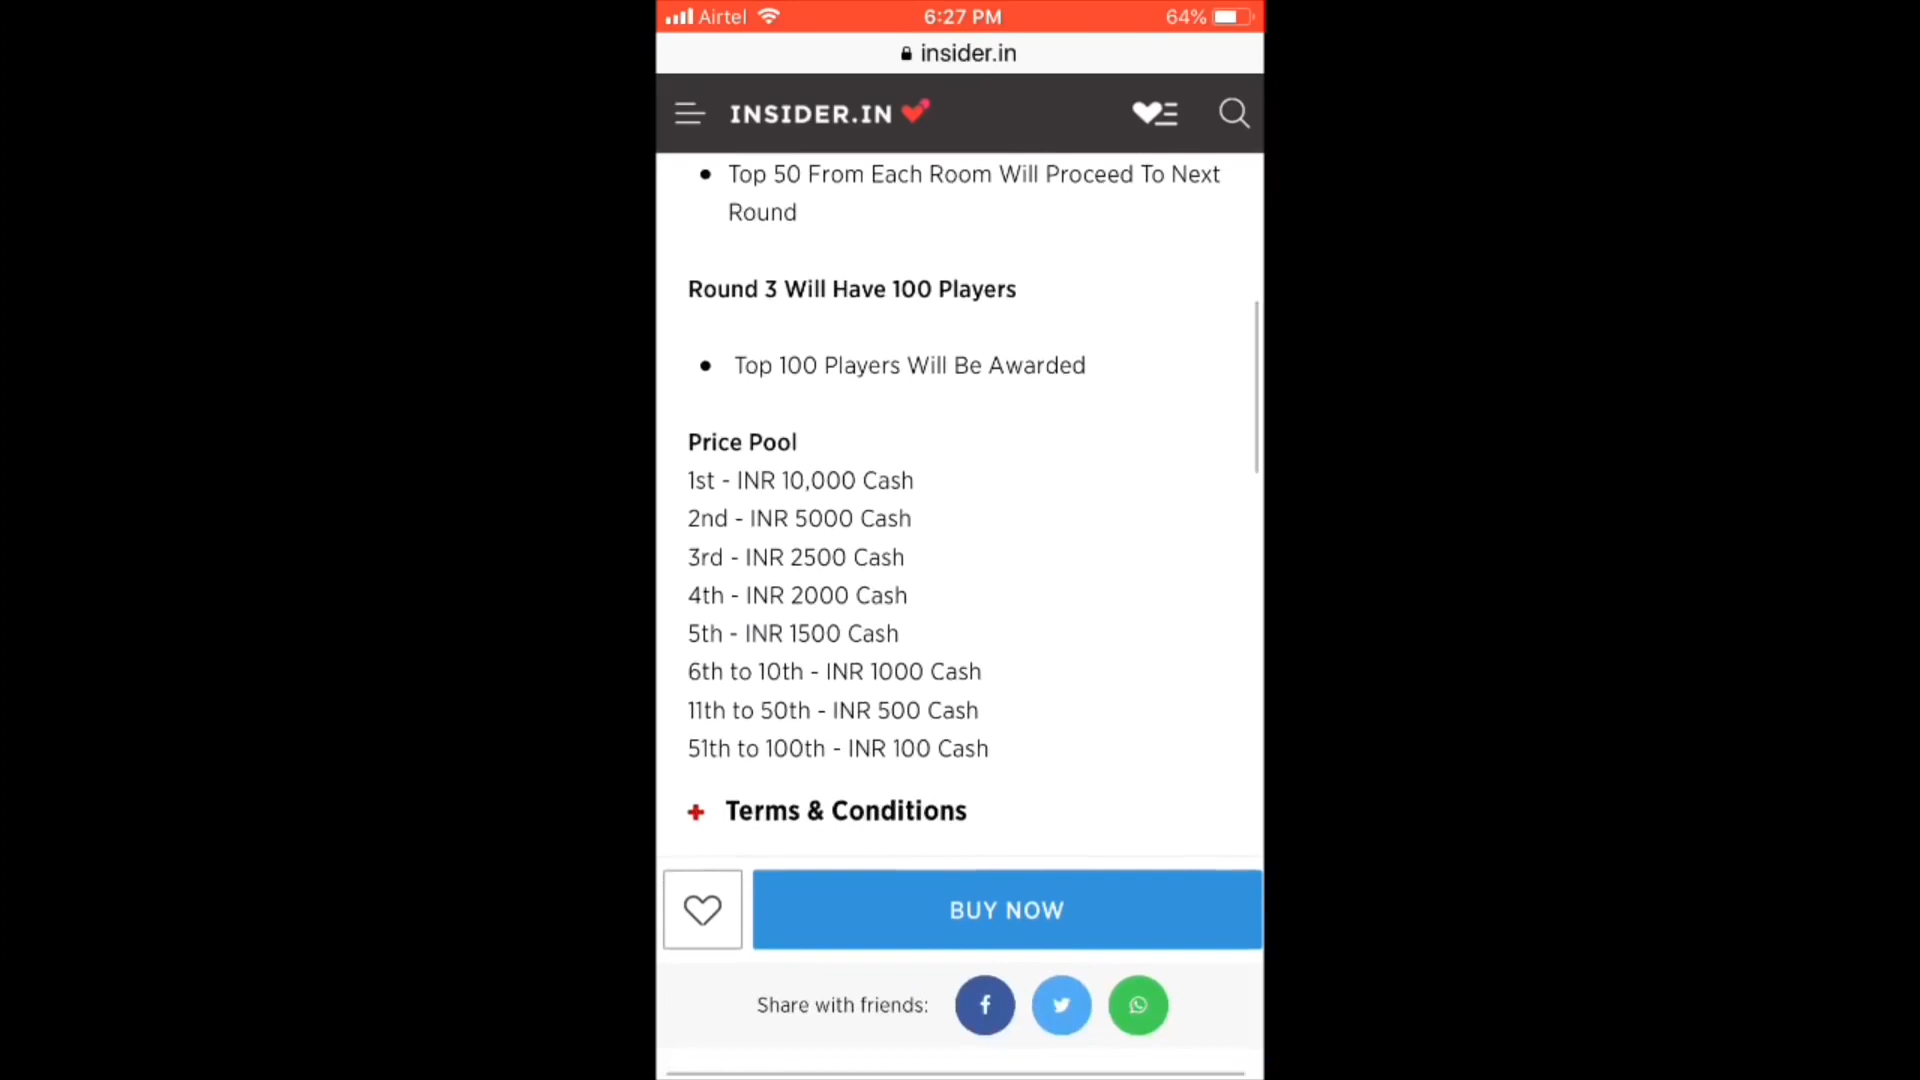 Airtel 6:27 PM 64%
insider.in
INSIDER.IN
Top 50 From Each Room Will Proceed To Next
Round
Round 3 Will Have 100 Players
Top 100 Players Will Be Awarded
Price Pool
1st - INR 10,000 Cash
2nd - INR 5000 Cash
3rd - INR 2500 Cash
4th - INR 2000 Cash
5th - INR 1500 Cash
6th to 10th - INR 1000 Cash
11th to 50th - INR 500 Cash
51th to 100th - INR 100 Cash
+ Terms & Conditions
BUY NOW
Share with friends: